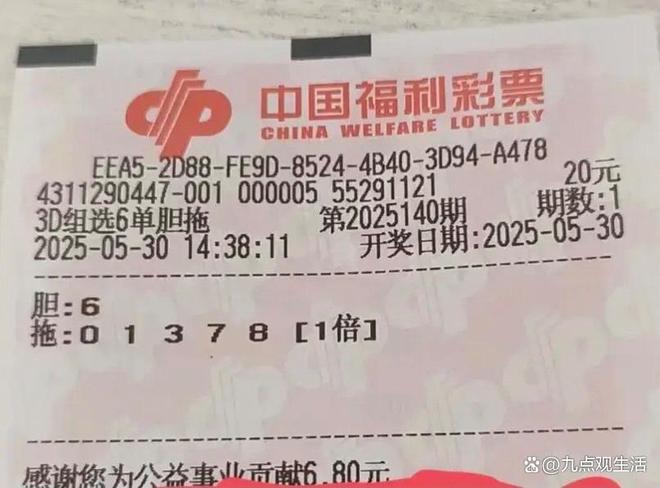 中国福利彩票
CHINA WELFARE LOTTERY
EEA5-2D88-FE9D-8524-4B40-3D94-A478
4311290447-001 000005 55291121 20元
3D组选6单胆拖 第2025140期 期数:1
2025-05-30 14:38:11 开奖日期:2025-05-30
胆:6
拖:0 1 3 7 8 [1倍]
感谢您为公益事业贡献6.80元
九点观生活